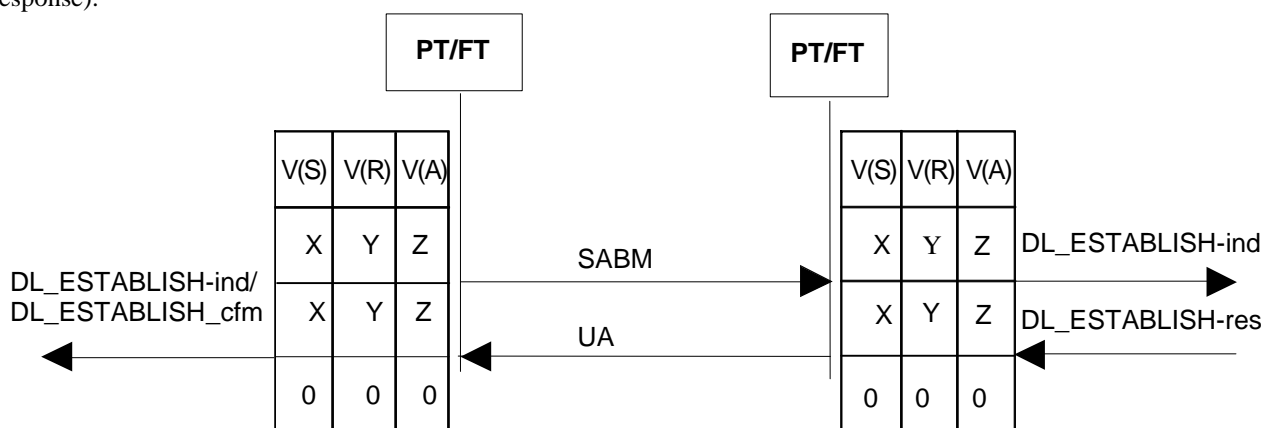 esponse).
PT/FT PT/FT
V(S) V(R) V(A) V(S) V(R) V(A)
X Y Z SABM X Y Z DL_ESTABLISH-ind
DL_ESTABLISH-ind/
DL_ESTABLISH_cfm X Y Z UA X Y Z DL_ESTABLISH-res
0 0 0 0 0 0